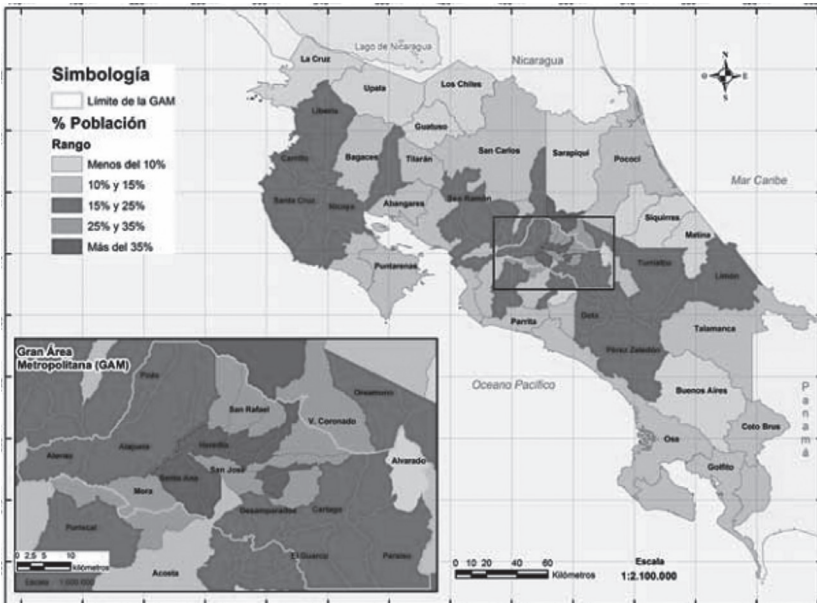 Lago de Nicaragua
Nicaragua
La Cruz
Los Chiles
Upala
Simbología
Límite de la GAM
% Población
Rango
Menos del 10%
10% y 15%
15% y 25%
25% y 35%
Más del 35%
N
O
E
S
Liberia
Guatuso
Carrillo
Bagaces
Tilarán
San Carlos
Sarapiquí
Pococí
Mar Caribe
Santa Cruz
Nicoya
Abangares
San Ramón
Siquirres
Matina
Puntarenas
Turrialba
Limón
Parrita
Dota
Talamanca
Pérez Zeledón
Oceano Pacífico
Buenos Aires
Panamá
Osa
Coto Brus
Golfito
Gran Área
Metropolitana (GAM)
Poás
San Rafael
V. Coronado
Oreamuno
Alajuela
Heredia
Atenas
Santa Ana
San José
Alvarado
Mora
Desamparados
Cartago
Puriscal
El Guarco
Paraíso
Acosta
0 2.5 5 10
Kilómetros
Escala
0 10 20 40 60
Kilómetros
Escala
1:2.100.000